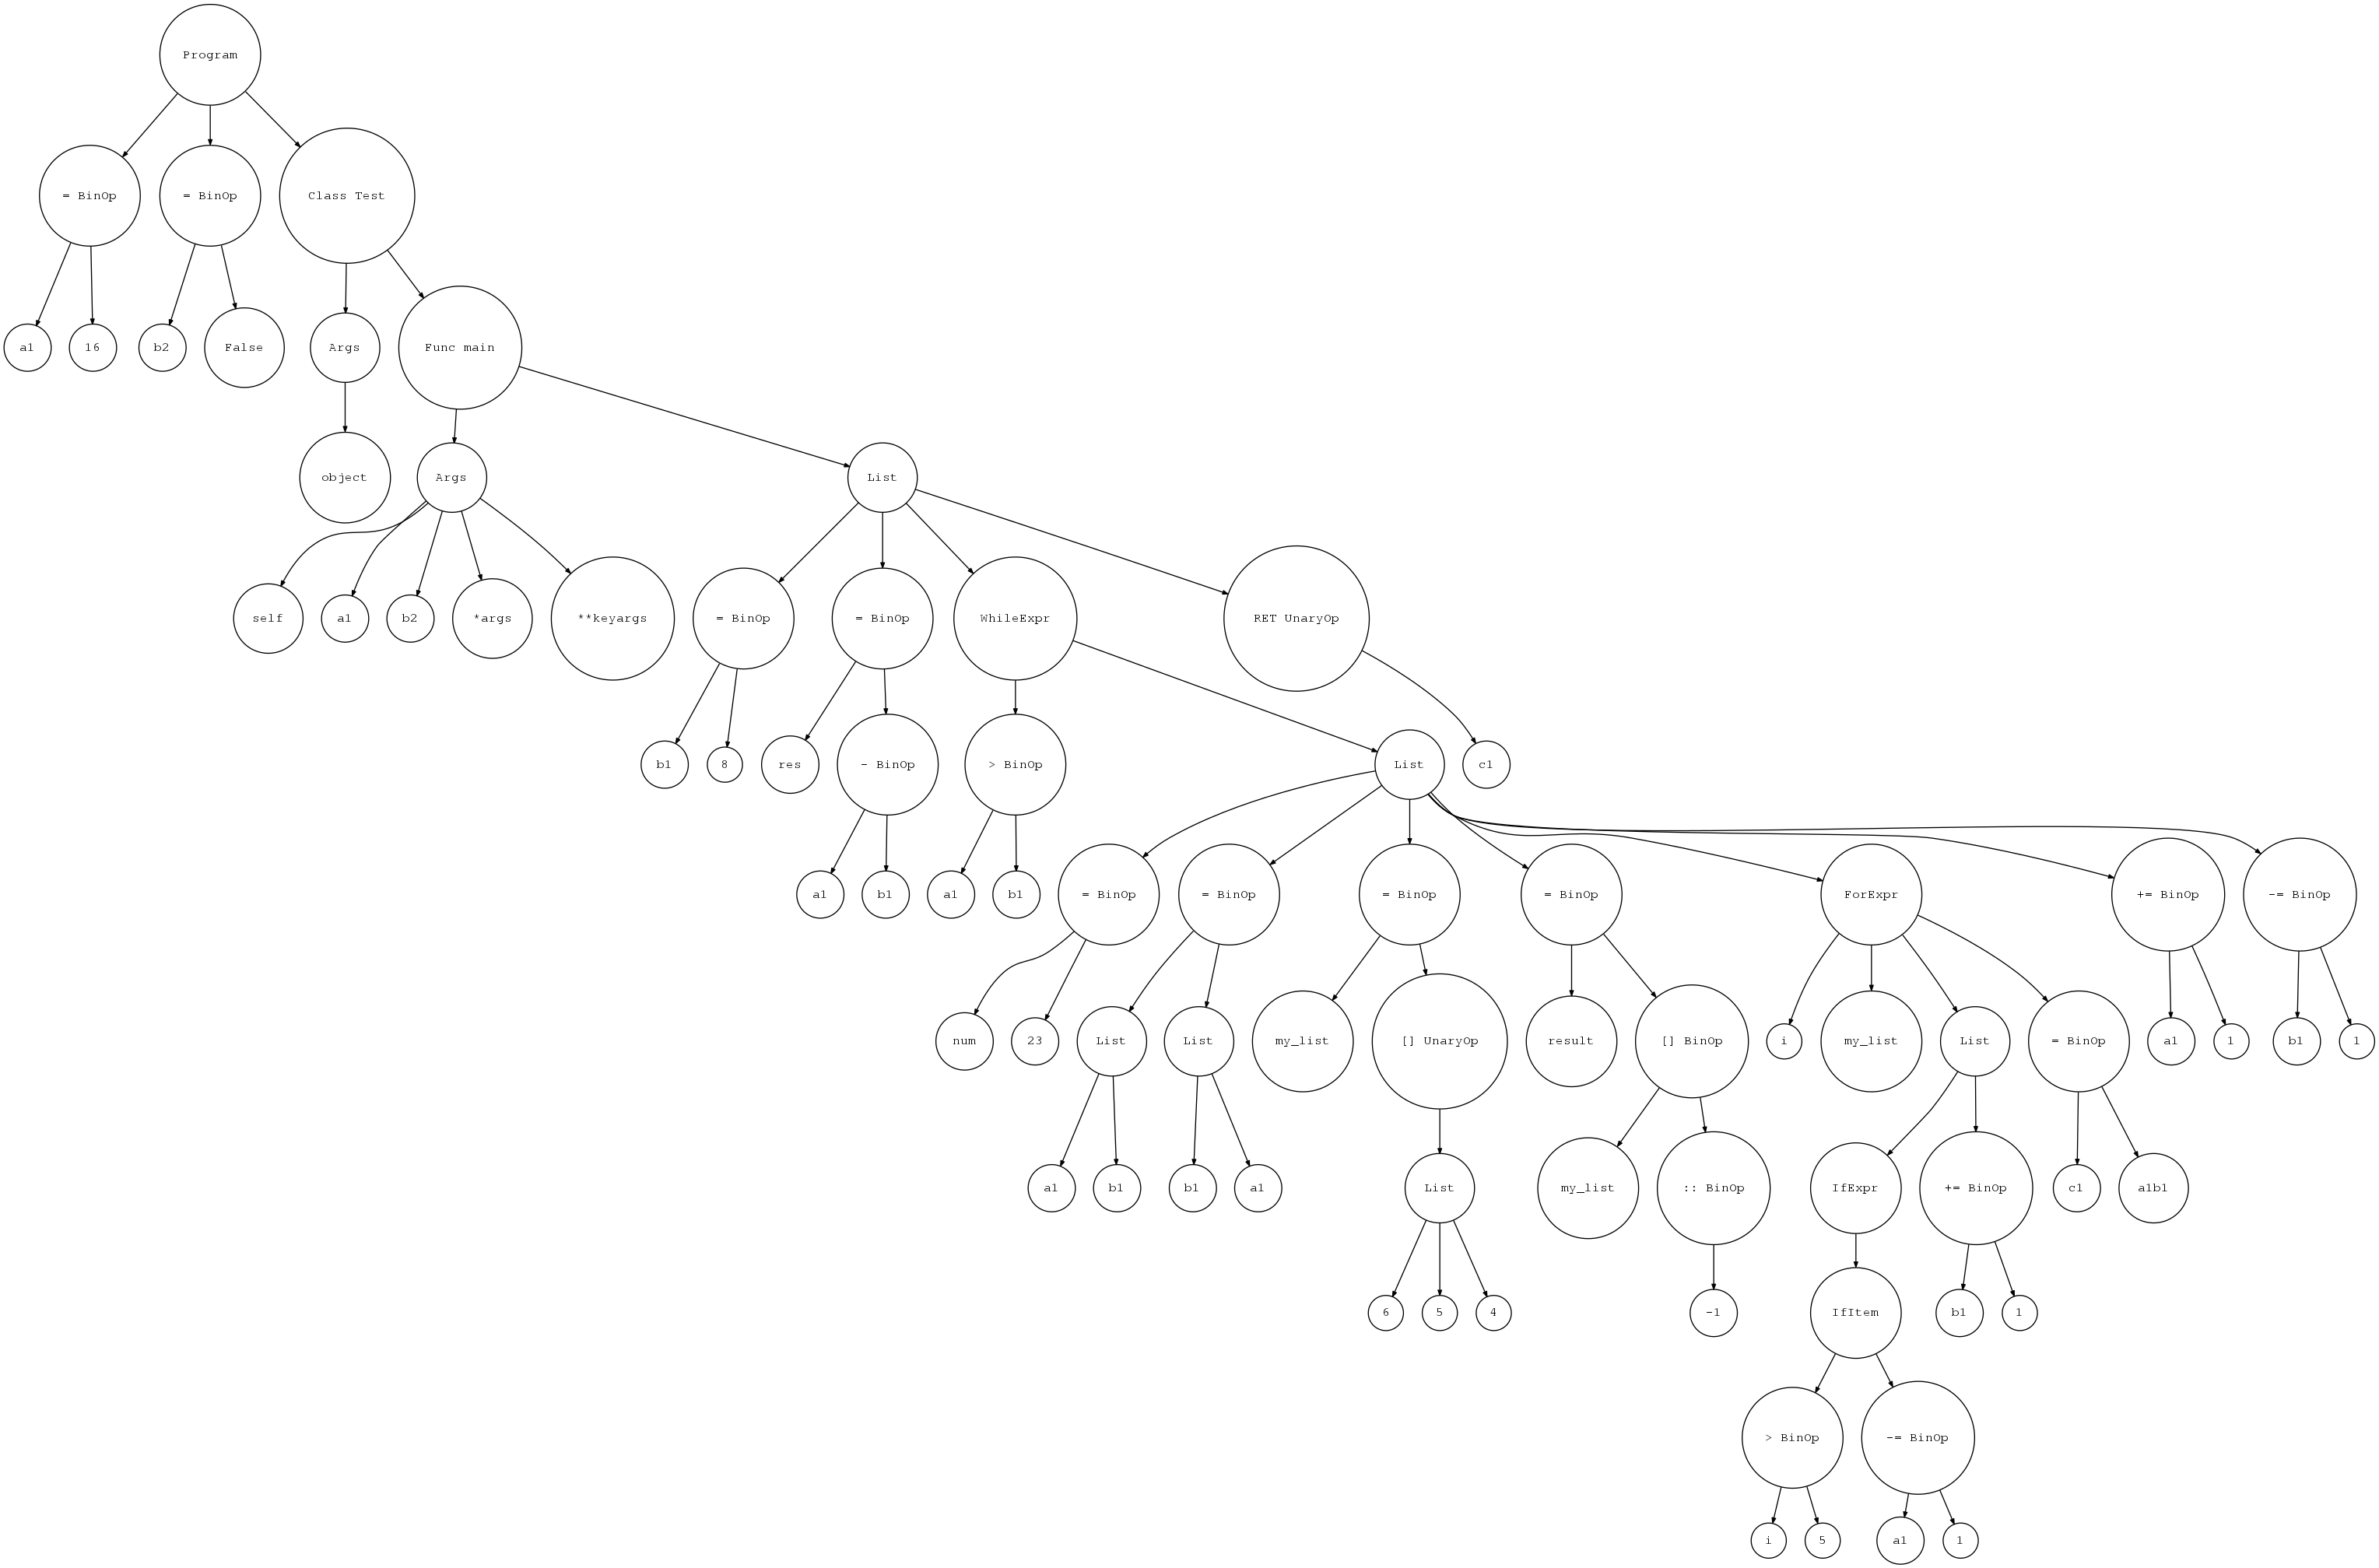 Program
= BinOp
= BinOp
Class Test
a1
16
b2
False
Args
Func main
object
Args
List
self
a1
b2
*args
**keyargs
= BinOp
= BinOp
WhileExpr
RET UnaryOp
b1
8
res
- BinOp
> BinOp
List
c1
a1
b1
a1
b1
= BinOp
= BinOp
= BinOp
= BinOp
ForExpr
+= BinOp
-= BinOp
num
23
List
List
my_list
[] UnaryOp
result
[] BinOp
i
my_list
List
= BinOp
a1
1
b1
1
a1
b1
b1
a1
List
my_list
:: BinOp
IfExpr
+= BinOp
c1
a1b1
6
5
4
-1
IfItem
b1
1
> BinOp
-= BinOp
i
5
a1
1